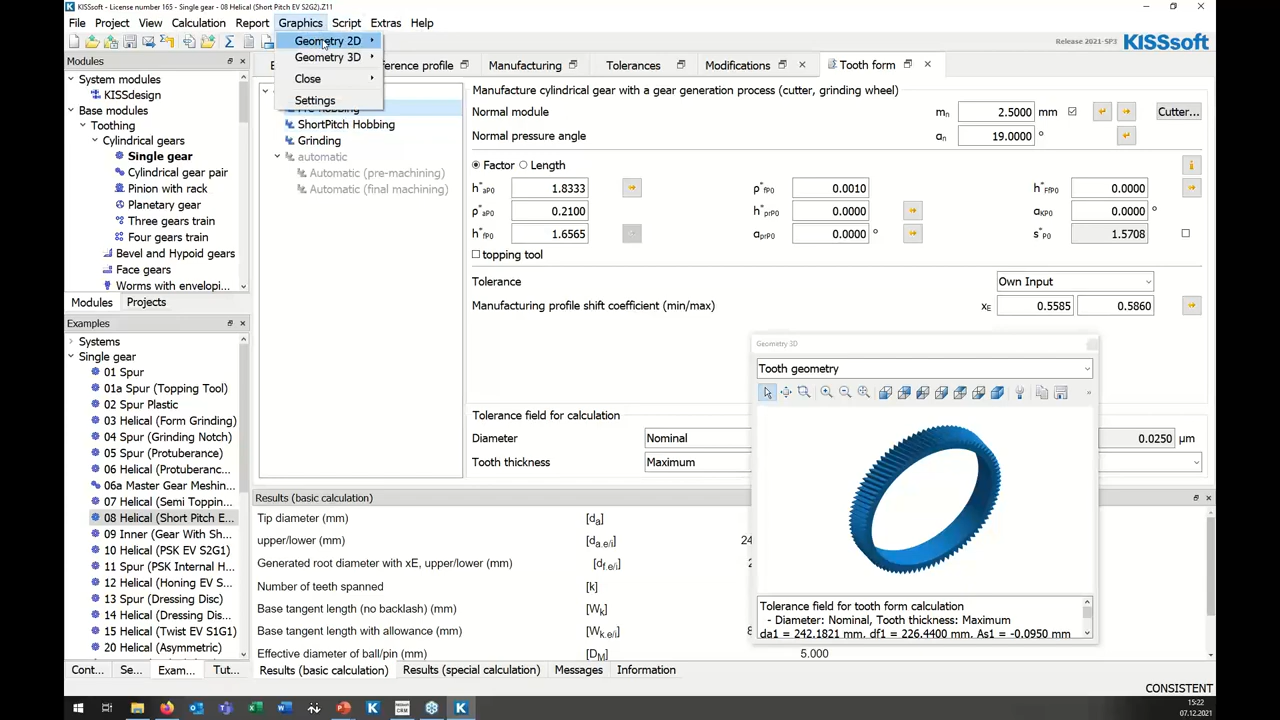 KISSsoft - License number 165 - Single gear - 08 Helical (Short Pitch EV S2G2).Z11
File Project View Calculation Report Graphics Script Extras Help
Geometry 2D
Geometry 3D
Close
Settings
Release 2021-SP3 KISSsoft
Modules
ference profile Manufacturing Tolerances Modifications Tooth form
System modules
KISSdesign
Base modules
Toothing
Cylindrical gears
Single gear
Cylindrical gear pair
Pinion with rack
Planetary gear
Three gears train
Four gears train
Bevel and Hypoid gears
Face gears
Worms with envelopi...
Modules Projects
Examples
Systems
Single gear
01 Spur
01a Spur (Topping Tool)
02 Spur Plastic
03 Helical (Form Grinding)
04 Spur (Grinding Notch)
05 Spur (Protuberance)
06 Helical (Protuberanc...
06a Master Gear Meshin...
07 Helical (Semi Toppin...
08 Helical (Short Pitch E...
09 Inner (Gear With Sh...
10 Helical (PSK EV S2G1)
11 Spur (PSK Internal H...
12 Helical (Honing EV S...
13 Spur (Dressing Disc)
14 Helical (Dressing Dis...
15 Helical (Twist EV S1G1)
20 Helical (Asymmetric)
Cont... Se... Exam... Tut...
ShortPitch Hobbing
Grinding
automatic
Automatic (pre-machining)
Automatic (final machining)
Manufacture cylindrical gear with a gear generation process (cutter, grinding wheel)
Normal module mn 2.5000 mm Cutter...
Normal pressure angle αn 19.0000 °
Factor Length
h*aP0 1.8333 ρ*fP0 0.0010 h*FfP0 0.0000
ρ*aP0 0.2100 h*prP0 0.0000 αKP0 0.0000 °
h*fP0 1.6565 αprP0 0.0000 ° s*P0 1.5708
topping tool
Tolerance Own Input
Manufacturing profile shift coefficient (min/max) xE 0.5585 0.5860
Tolerance field for calculation
Diameter Nominal 0.0250 μm
Tooth thickness Maximum
Geometry 3D
Tooth geometry
»
Tolerance field for tooth form calculation
- Diameter: Nominal, Tooth thickness: Maximum
da1 = 242.1821 mm, df1 = 226.4400 mm, As1 = -0.0950 mm
Results (basic calculation)
Tip diameter (mm) [da]
upper/lower (mm) [da.e/i] 24
Generated root diameter with xE, upper/lower (mm) [df.e/i] 2
Number of teeth spanned [k]
Base tangent length (no backlash) (mm) [Wk]
Base tangent length with allowance (mm) [Wk.e/i] 8
Effective diameter of ball/pin (mm) [DM] 5.000
Results (basic calculation) Results (special calculation) Messages Information
CONSISTENT
15:22
07.12.2021